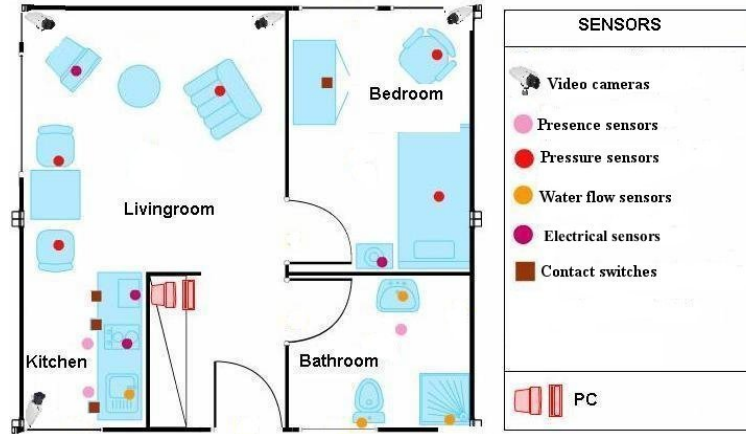 Bedroom
Livingroom
Kitchen
Bathroom
SENSORS
Video cameras
Presence sensors
Pressure sensors
Water flow sensors
Electrical sensors
Contact switches
PC